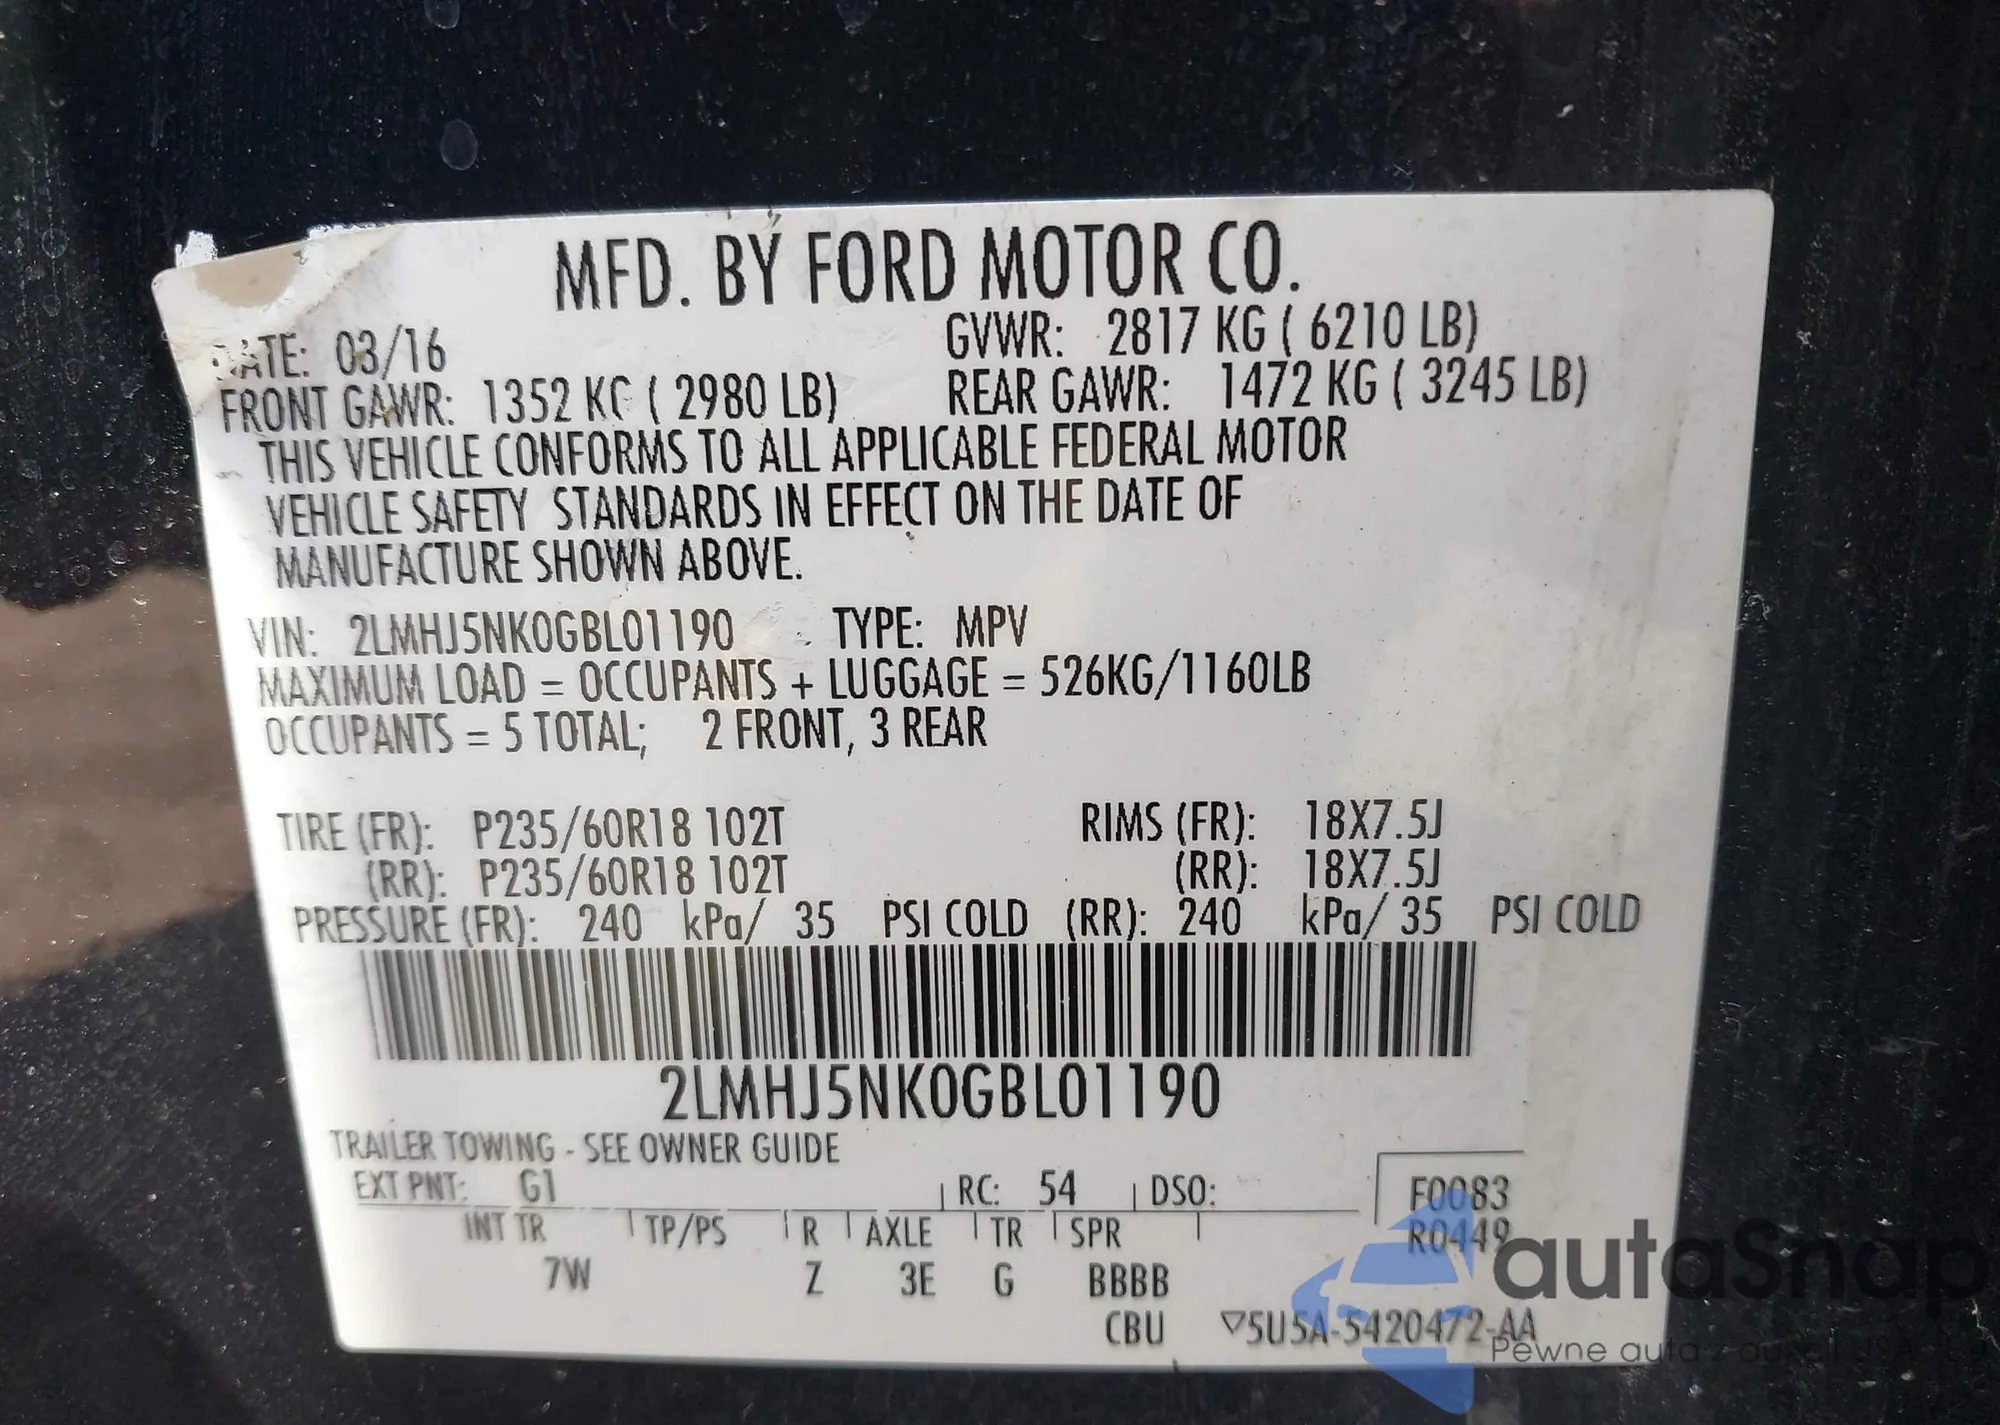 MFD. BY FORD MOTOR CO.
DATE: 03/16 GVWR: 2817 KG ( 6210 LB)
FRONT GAWR: 1352 KG ( 2980 LB) REAR GAWR: 1472 KG ( 3245 LB)
THIS VEHICLE CONFORMS TO ALL APPLICABLE FEDERAL MOTOR
VEHICLE SAFETY STANDARDS IN EFFECT ON THE DATE OF
MANUFACTURE SHOWN ABOVE.
VIN: 2LMHJ5NK0GBL01190 TYPE: MPV
MAXIMUM LOAD = OCCUPANTS + LUGGAGE = 526KG/1160LB
OCCUPANTS = 5 TOTAL; 2 FRONT, 3 REAR
TIRE (FR): P235/60R18 102T RIMS (FR): 18X7.5J
(RR): P235/60R18 102T (RR): 18X7.5J
PRESSURE (FR): 240 kPa/ 35 PSI COLD (RR): 240 kPa/ 35 PSI COLD
2LMHJ5NK0GBL01190
TRAILER TOWING - SEE OWNER GUIDE
EXT PNT: G1 RC: 54 DSO: F0083
INT TR TP/PS R AXLE TR SPR R0449
7W Z 3E G BBBB
CBU ▽5U5A-5420472-AA
autaSnap
Pewne auta z